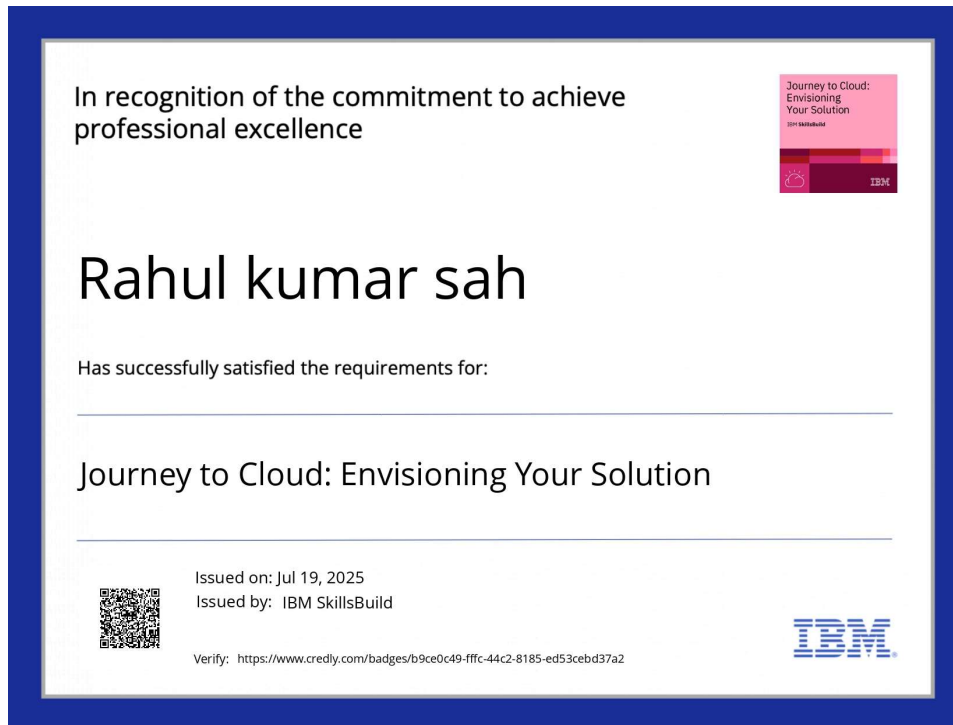 In recognition of the commitment to achieve
professional excellence
Journey to Cloud:
Envisioning
Your Solution
IBM SkillsBuild
IBM
Rahul kumar sah
Has successfully satisfied the requirements for:
Journey to Cloud: Envisioning Your Solution
Issued on: Jul 19, 2025
Issued by: IBM SkillsBuild
IBM.
Verify: https://www.credly.com/badges/b9ce0c49-fffc-44c2-8185-ed53cebd37a2